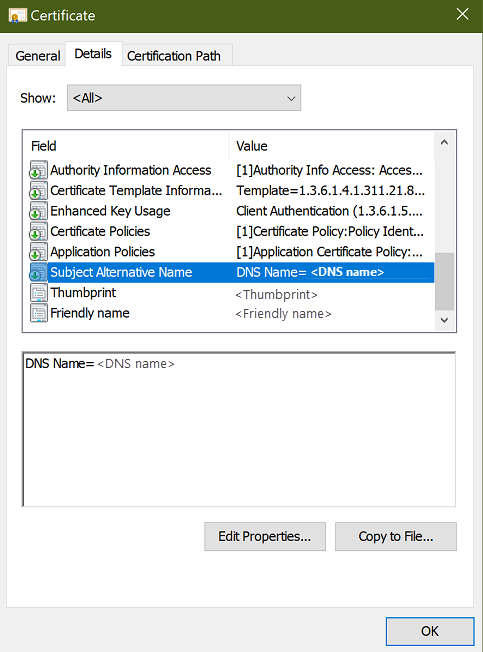 Certificate
General Details Certification Path
Show: <All>
Field Value
Authority Information Access [1]Authority Info Access: Acces...
Certificate Template Informa... Template=1.3.6.1.4.1.311.21.8...
Enhanced Key Usage Client Authentication (1.3.6.1.5....
Certificate Policies [1]Certificate Policy:Policy Ident...
Application Policies [1]Application Certificate Policy:...
Subject Alternative Name DNS Name= <DNS name>
Thumbprint <Thumbprint>
Friendly name <Friendly name>
DNS Name= <DNS name>
Edit Properties... Copy to File...
OK